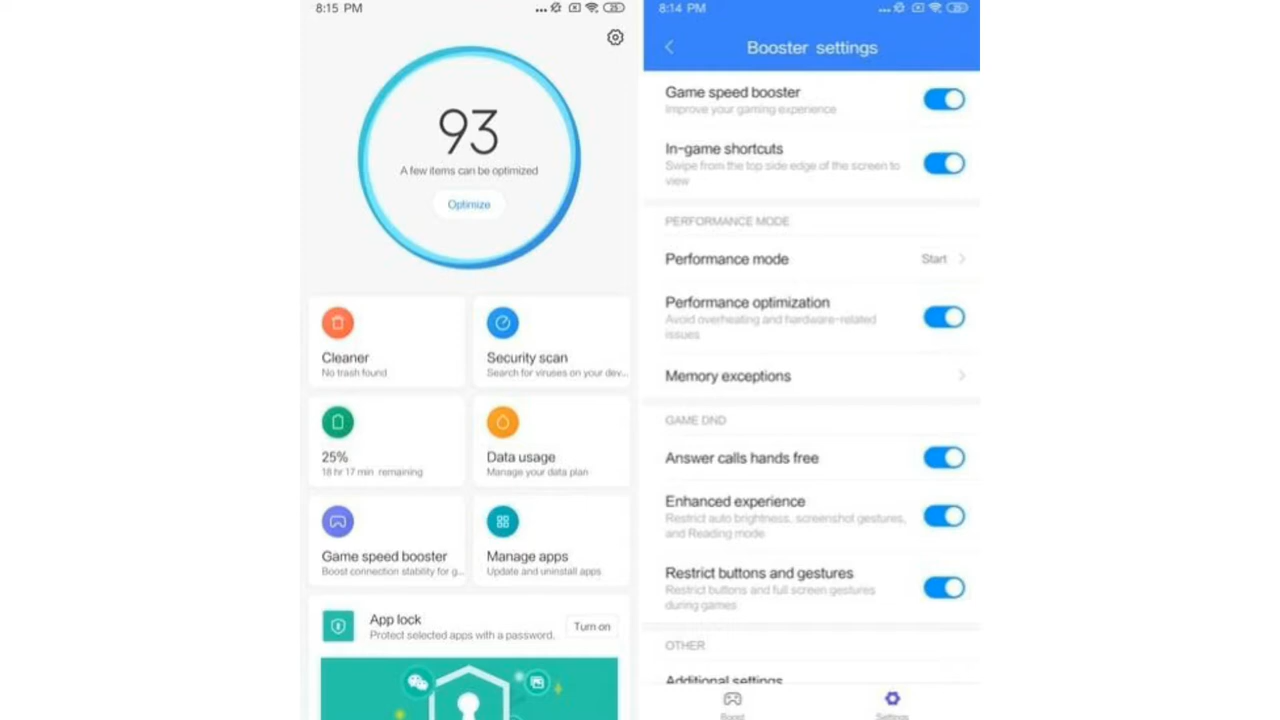 8:15 PM
25
93
A few items can be optimized
Optimize
Cleaner
No trash found
Security scan
Search for viruses on your dev...
25%
18 hr 17 min remaining
Data usage
Manage your data plan
Game speed booster
Boost connection stability for g...
Manage apps
Update and uninstall apps
App lock
Protect selected apps with a password.
Turn on
8:14 PM
Booster settings
Game speed booster
Improve your gaming experience
In-game shortcuts
Swipe from the top side edge of the screen to
view
PERFORMANCE MODE
Performance mode
Start
Performance optimization
Avoid overheating and hardware-related
issues
Memory exceptions
GAME DND
Answer calls hands free
Enhanced experience
Restrict auto brightness, screenshot gestures,
and Reading mode
Restrict buttons and gestures
Restrict buttons and full screen gestures
during games
OTHER
Additional settings
Boost
Settings